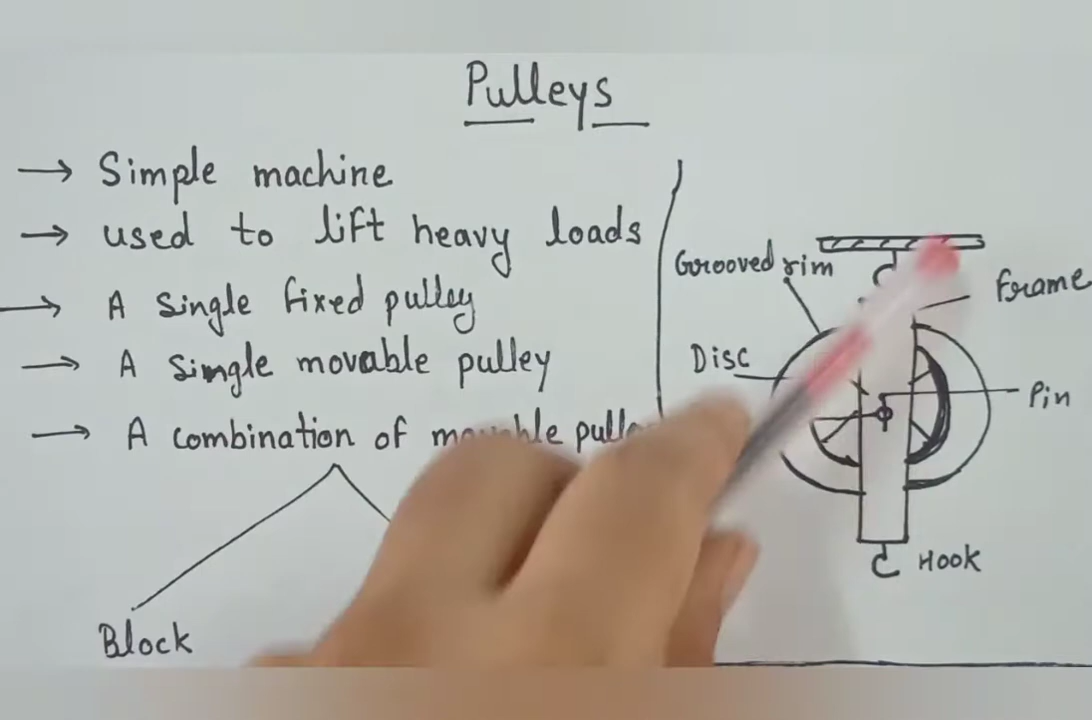 Pulleys
→ Simple machine
→ used to lift heavy loads
→ A single fixed pulley
→ A single movable pulley
→ A combination of movable
Block
Grooved rim
Frame
Disc
Pin
Hook